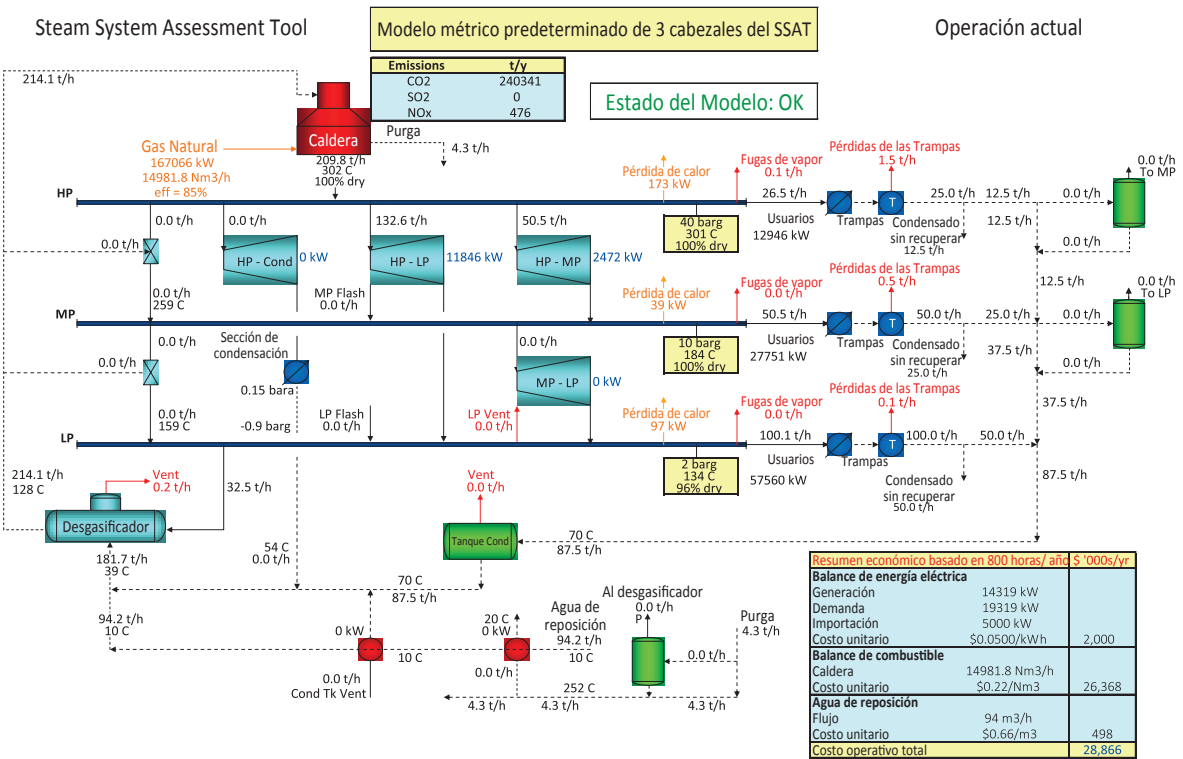 Steam System Assessment Tool
Modelo métrico predeterminado de 3 cabezales del SSAT
Operación actual
Emissions t/y
CO2 240341
SO2 0
NOx 476
Estado del Modelo: OK
214.1 t/h
Caldera
Purga
4.3 t/h
Gas Natural
167066 kW
14981.8 Nm3/h
eff = 85%
209.8 t/h
302 C
100% dry
HP
Pérdida de calor
173 kW
Fugas de vapor
0.1 t/h
Pérdidas de las Trampas
1.5 t/h
26.5 t/h
Usuarios
12946 kW
Trampas
T
25.0 t/h
12.5 t/h
Condensado
sin recuperar
12.5 t/h
12.5 t/h
0.0 t/h
0.0 t/h
To MP
0.0 t/h
40 barg
301 C
100% dry
0.0 t/h
0.0 t/h
0.0 t/h
132.6 t/h
50.5 t/h
HP - Cond
0 kW
HP - LP
11846 kW
HP - MP
2472 kW
0.0 t/h
259 C
MP Flash
0.0 t/h
12.5 t/h
MP
Pérdida de calor
39 kW
Fugas de vapor
0.0 t/h
Pérdidas de las Trampas
0.5 t/h
50.5 t/h
Usuarios
27751 kW
Trampas
T
50.0 t/h
25.0 t/h
Condensado
sin recuperar
25.0 t/h
37.5 t/h
0.0 t/h
0.0 t/h
To LP
0.0 t/h
10 barg
184 C
100% dry
0.0 t/h
0.0 t/h
Sección de
condensación
0.15 bara
0.0 t/h
MP - LP
0 kW
0.0 t/h
159 C
-0.9 barg
LP Flash
0.0 t/h
LP Vent
0.0 t/h
37.5 t/h
LP
Pérdida de calor
97 kW
Fugas de vapor
0.0 t/h
Pérdidas de las Trampas
0.1 t/h
100.1 t/h
Usuarios
57560 kW
Trampas
T
100.0 t/h
50.0 t/h
Condensado
sin recuperar
50.0 t/h
87.5 t/h
2 barg
134 C
96% dry
214.1 t/h
128 C
Vent
0.2 t/h
32.5 t/h
Desgasificador
Vent
0.0 t/h
Tanque Cond
70 C
87.5 t/h
181.7 t/h
39 C
54 C
0.0 t/h
70 C
87.5 t/h
94.2 t/h
10 C
0 kW
10 C
0.0 t/h
Cond Tk Vent
20 C
0 kW
0.0 t/h
Agua de
reposición
94.2 t/h
10 C
Al desgasificador
0.0 t/h
P
Purga
4.3 t/h
0.0 t/h
252 C
4.3 t/h
4.3 t/h
4.3 t/h
Resumen económico basado en 800 horas/ año $ '000s/yr
Balance de energía eléctrica
Generación 14319 kW
Demanda 19319 kW
Importación 5000 kW
Costo unitario $0.0500/kWh 2,000
Balance de combustible
Caldera 14981.8 Nm3/h
Costo unitario $0.22/Nm3 26,368
Agua de reposición
Flujo 94 m3/h
Costo unitario $0.66/m3 498
Costo operativo total 28,866